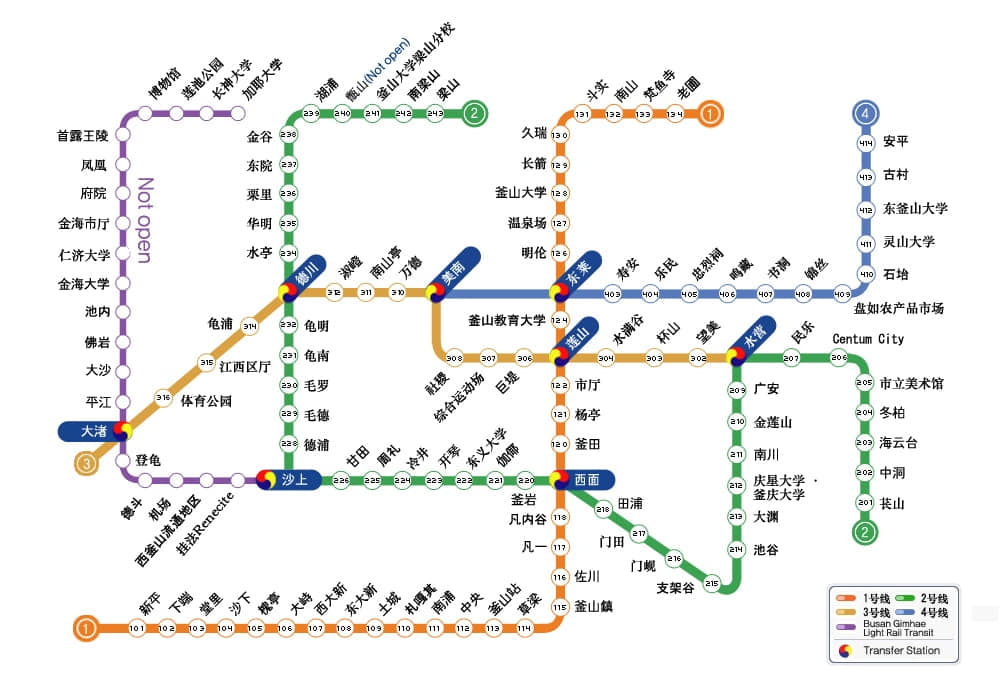 博物馆
莲池公园
长神大学
加耶大学
首露王陵
凤凰
府院
金海市厅
仁济大学
金海大学
池内
佛岩
大沙
平江
大渚
登龟
德斗
机场
西釜山流通地区
挂法Renecite
沙上
Not open
3
2
湖浦
甑山(Not open)
釜山大学梁山分校
南梁山
梁山
239
240
241
242
243
金谷
238
东院
237
栗里
236
华明
235
水亭
234
德川
龟明
232
龟南
231
毛罗
230
毛德
229
德浦
228
龟浦
314
315
江西区厅
316
体育公园
淑嶝
南山亭
万德
312
311
310
美南
308
307
306
社稷
综合运动场
巨堤
1
斗实
南山
梵鱼寺
老圃
131
132
133
134
久瑞
130
长箭
129
釜山大学
128
温泉场
127
明伦
126
东莱
釜山教育大学
124
莲山
市厅
122
杨亭
121
釜田
120
西面
寿安
乐民
忠烈祠
鸣藏
书洞
锦丝
403
404
405
406
407
408
409
盘如农产品市场
4
414
安平
413
古村
412
东釜山大学
411
灵山大学
410
石坮
水满谷
杯山
望美
304
303
302
水营
民乐
Centum City
207
206
205
市立美术馆
204
冬柏
203
海云台
202
中洞
201
苌山
2
广安
209
210
金莲山
211
南川
212
庆星大学 ·
釜庆大学
213
大渊
214
池谷
215
支架谷
216
门岘
217
门田
218
田浦
甘田
周礼
冷井
开琴
东义大学
伽倻
226
225
224
223
222
221
220
釜岩
凡内谷
118
凡一
117
116
佐川
115
釜山鎮
1
新平
下端
堂里
沙下
槐亭
大峙
西大新
东大新
土城
札嘎其
南浦
中央
釜山站
草梁
101
102
103
104
105
106
107
108
109
110
111
112
113
114
1号线
2号线
3号线
4号线
Busan Gimhae
Light Rail Transit
Transfer Station